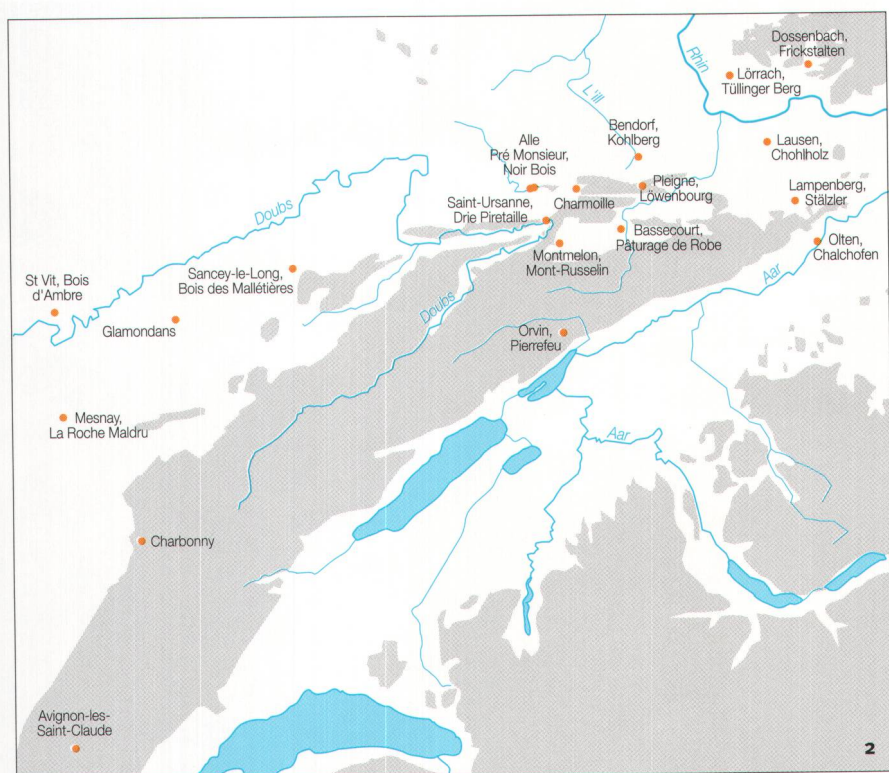 Dossenbach,
Frickstalten
Rhin
Lörrach,
Tüllinger Berg
L'ill
Bendorf,
Kohlberg
Alle
Pré Monsieur,
Noir Bois
Lausen,
Chohlholz
Doubs
Saint-Ursanne,
Drie Piretaille
Charmoille
Pleigne,
Löwenbourg
Lampenberg,
Stälzler
Bassecourt,
Pâturage de Robe
Olten,
Chalchofen
Montmelon,
Mont-Russelin
Aar
St Vit, Bois
d'Ambre
Sancey-le-Long,
Bois des Mallétières
Doubs
Glamondans
Orvin,
Pierrefeu
Mesnay,
La Roche Maldru
Aar
Charbonny
Avignon-les-
Saint-Claude
2